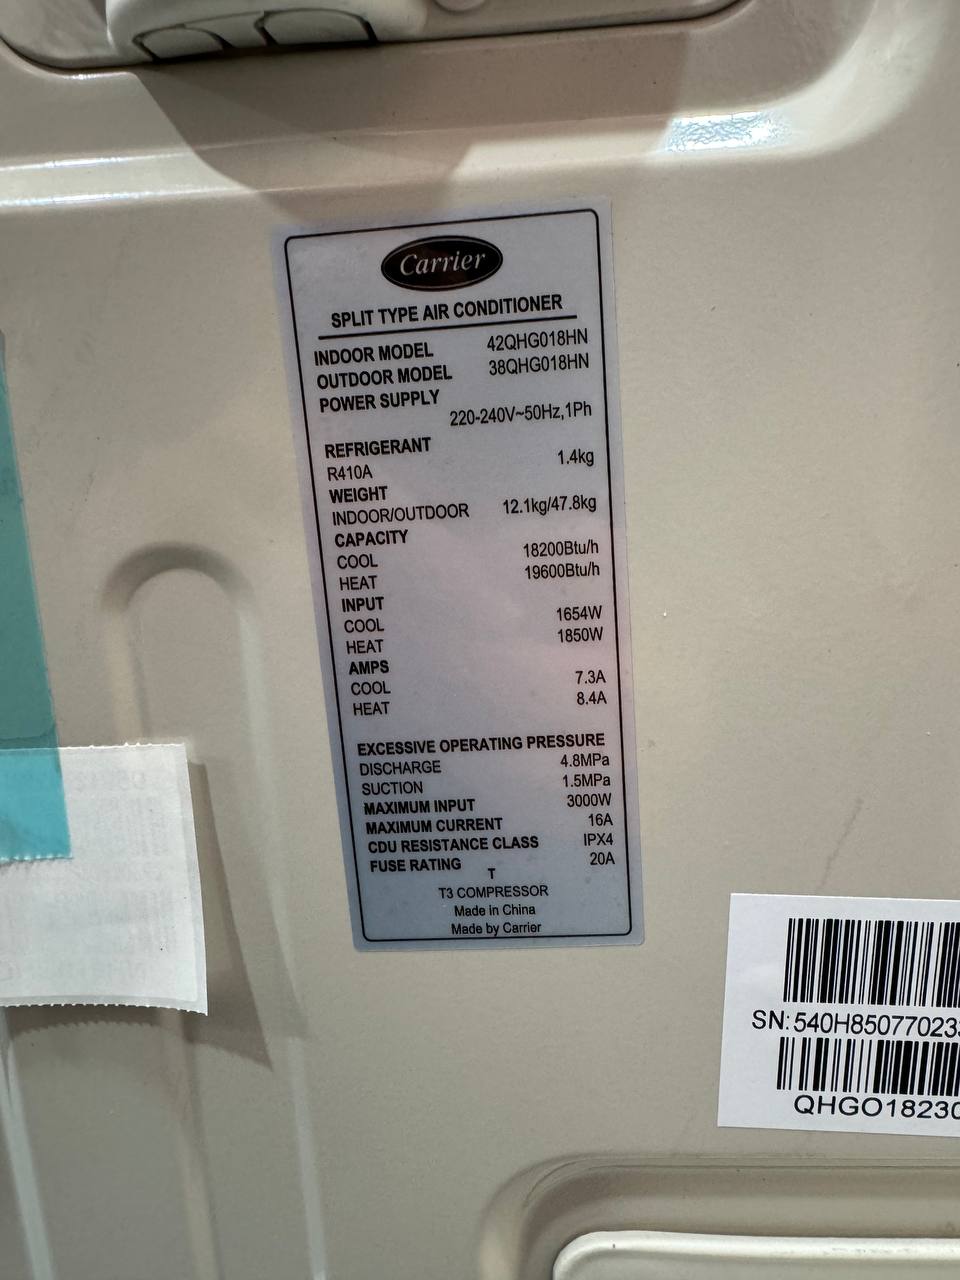 Carrier
SPLIT TYPE AIR CONDITIONER
INDOOR MODEL 42QHG018HN
OUTDOOR MODEL 38QHG018HN
POWER SUPPLY
220-240V~50Hz,1Ph
REFRIGERANT
R410A 1.4kg
WEIGHT
INDOOR/OUTDOOR 12.1kg/47.8kg
CAPACITY
COOL 18200Btu/h
HEAT 19600Btu/h
INPUT
COOL 1654W
HEAT 1850W
AMPS
COOL 7.3A
HEAT 8.4A
EXCESSIVE OPERATING PRESSURE
DISCHARGE 4.8MPa
SUCTION 1.5MPa
MAXIMUM INPUT 3000W
MAXIMUM CURRENT 16A
CDU RESISTANCE CLASS IPX4
FUSE RATING 20A
T
T3 COMPRESSOR
Made in China
Made by Carrier
SN: 540H85077023
QHGO18230